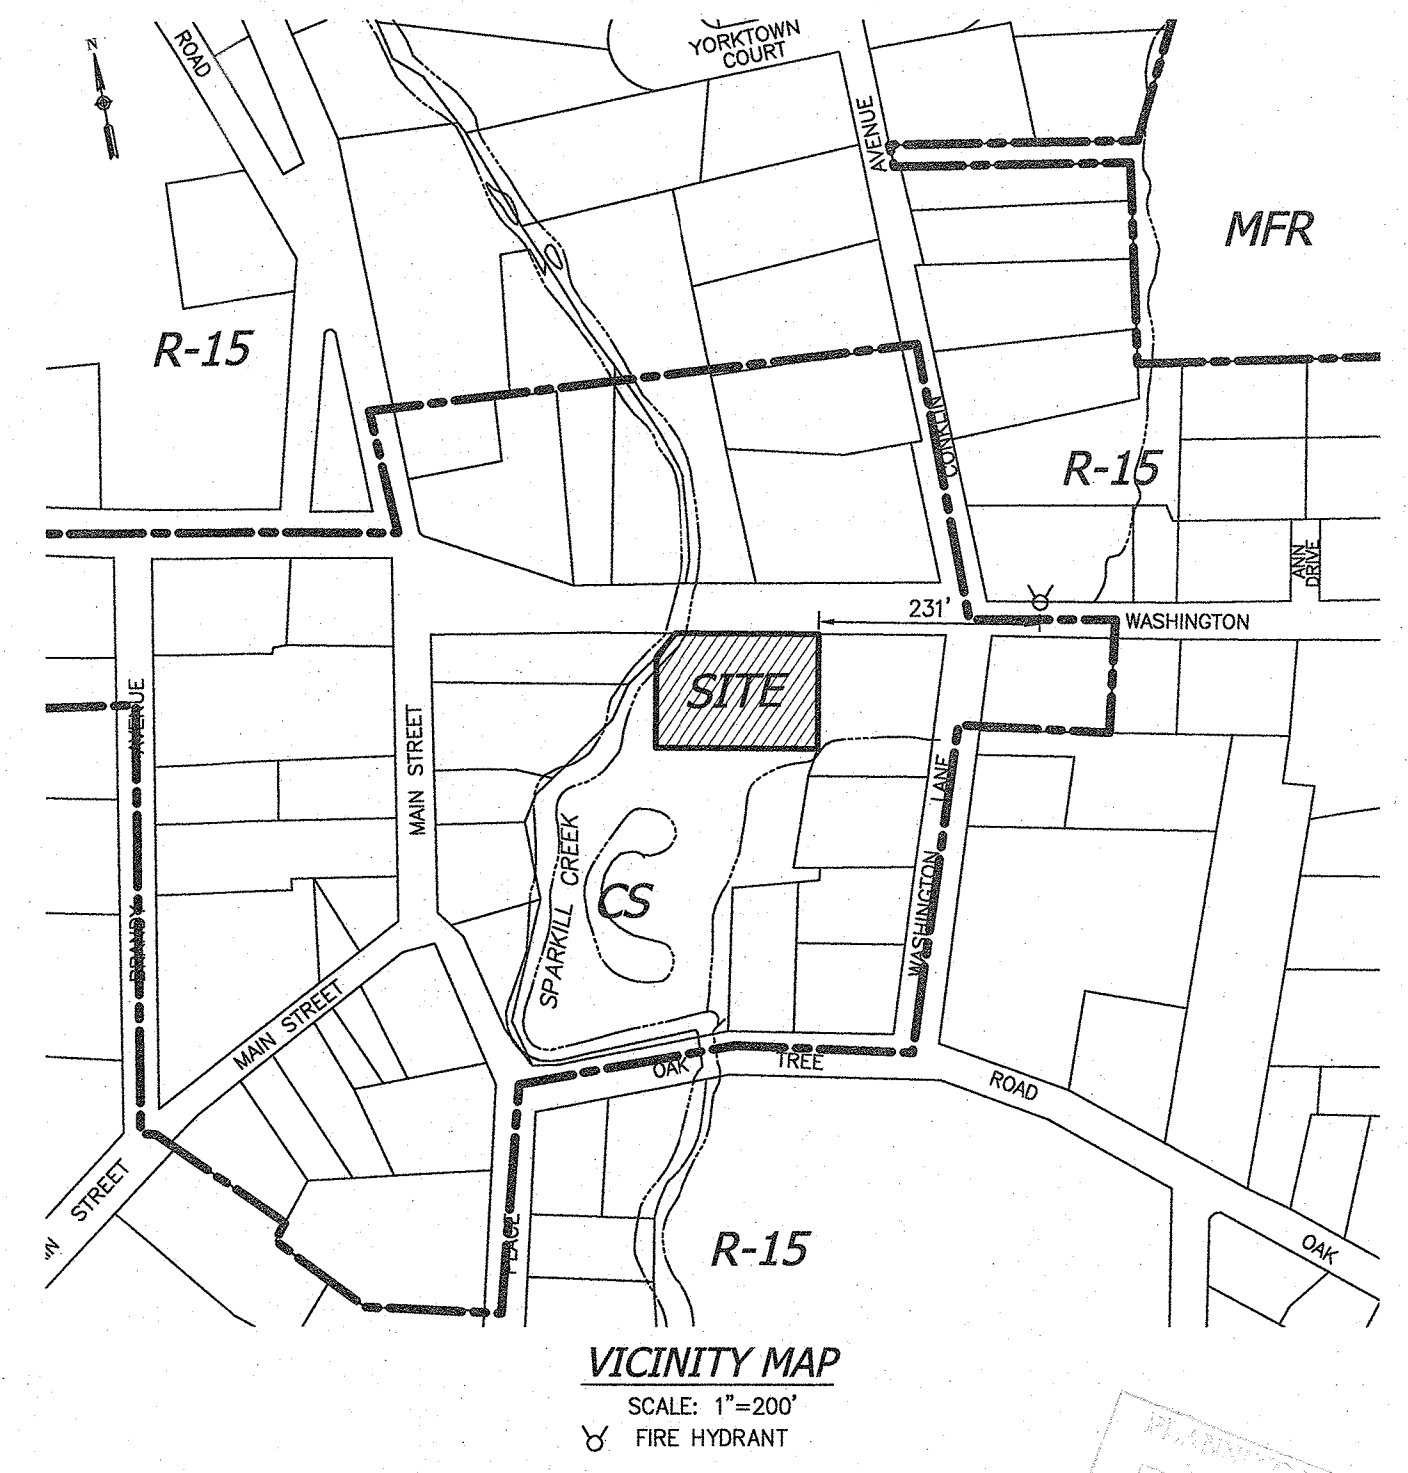 N
ROAD
YORKTOWN
COURT
AVENUE
MFR
R-15
CONKLIN
R-15
ANN
DRIVE
231'
WASHINGTON
SITE
AVENUE
MAIN STREET
LANE
SPARKILL CREEK
CS
WASHINGTON
BRANDY
MAIN STREET
OAK
TREE
ROAD
STREET
PLACE
R-15
OAK
VICINITY MAP
SCALE: 1"=200'
FIRE HYDRANT